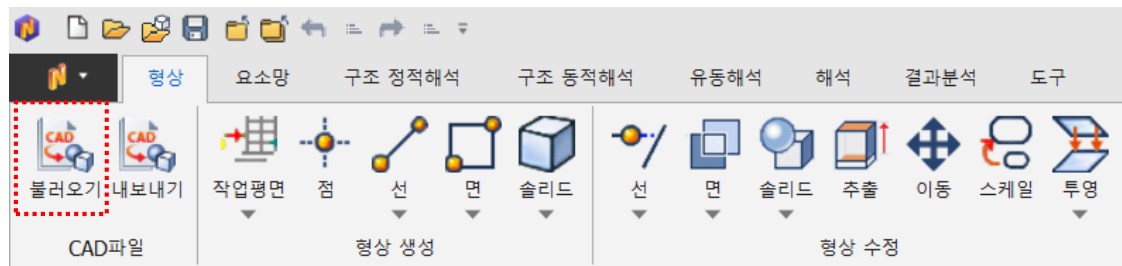 형상 요소망 구조 정적해석 구조 동적해석 유동해석 해석 결과분석 도구
CAD CAD
불러오기 내보내기 작업평면 점 선 면 솔리드 선 면 솔리드 추출 이동 스케일 투영
CAD파일 형상 생성 형상 수정